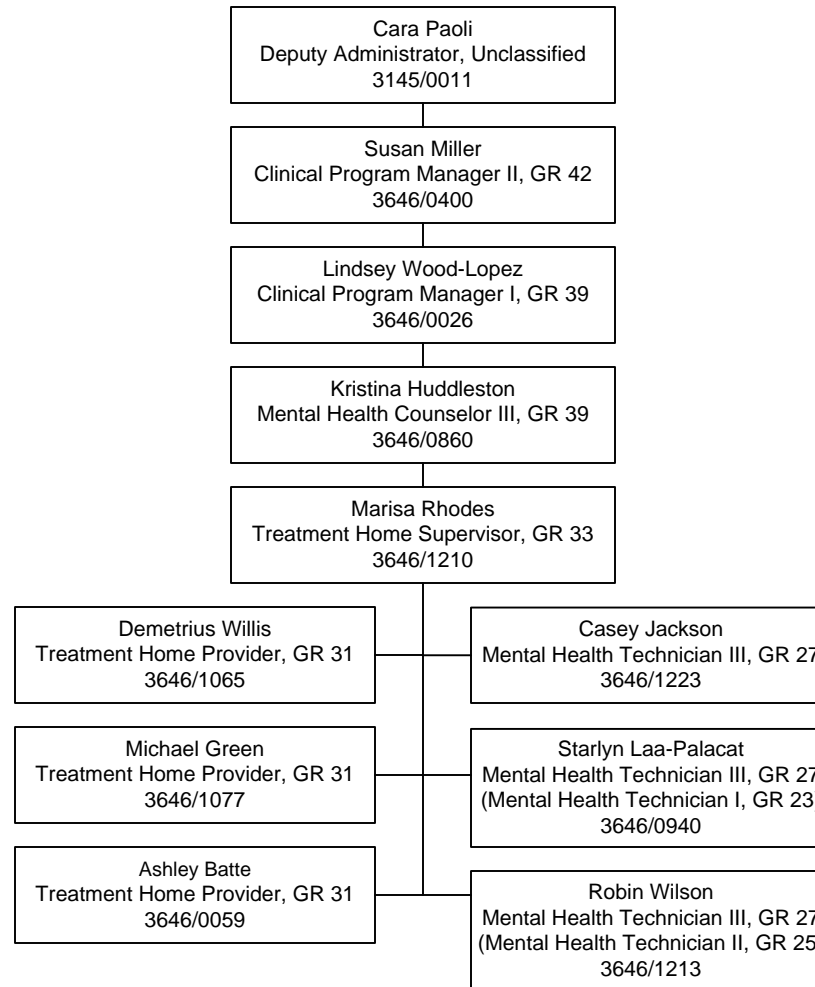 Cara Paoli
Deputy Administrator, Unclassified
3145/0011
Susan Miller
Clinical Program Manager II, GR 42
3646/0400
Lindsey Wood-Lopez
Clinical Program Manager I, GR 39
3646/0026
Kristina Huddleston
Mental Health Counselor III, GR 39
3646/0860
Marisa Rhodes
Treatment Home Supervisor, GR 33
3646/1210
Demetrius Willis
Treatment Home Provider, GR 31
3646/1065
Casey Jackson
Mental Health Technician III, GR 27
3646/1223
Michael Green
Treatment Home Provider, GR 31
3646/1077
Starlyn Laa-Palacat
Mental Health Technician III, GR 27
(Mental Health Technician I, GR 23)
3646/0940
Ashley Batte
Treatment Home Provider, GR 31
3646/0059
Robin Wilson
Mental Health Technician III, GR 27
(Mental Health Technician II, GR 25
3646/1213